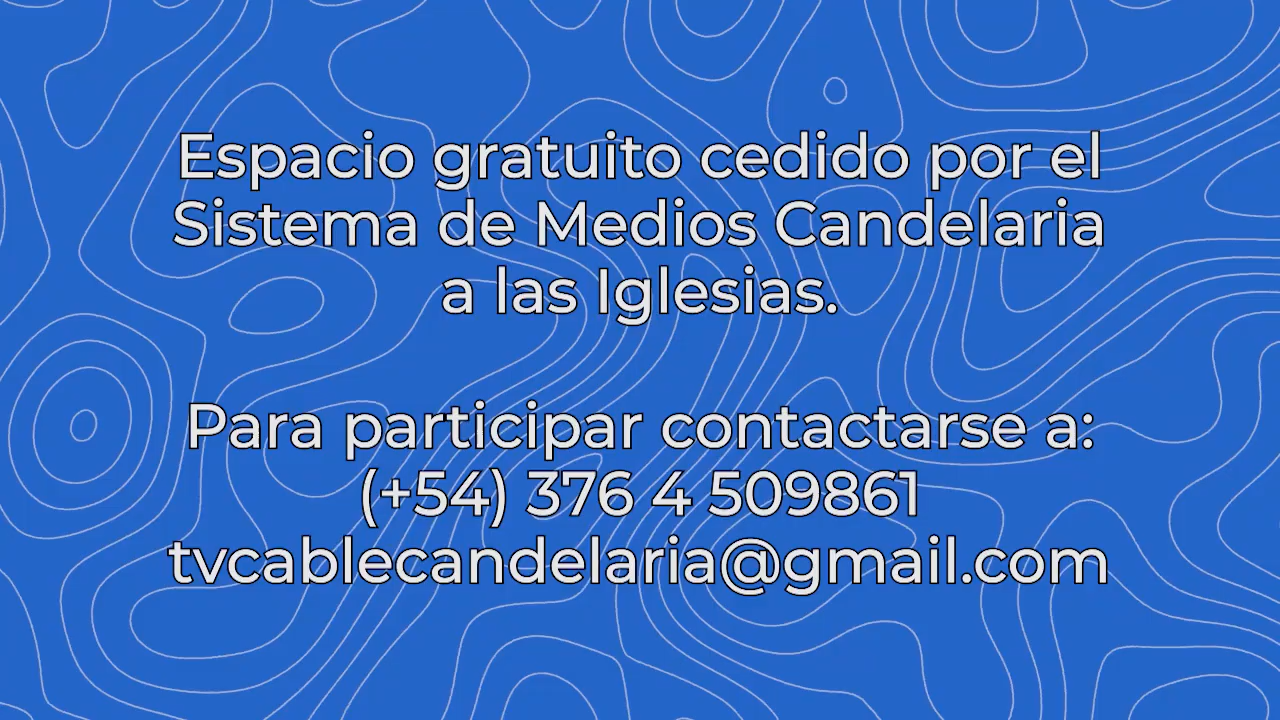 Espacio gratuito cedido por el
Sistema de Medios Candelaria
a las Iglesias.
Para participar contactarse a:
(+54) 376 4 509861
tvcablecandelaria@gmail.com